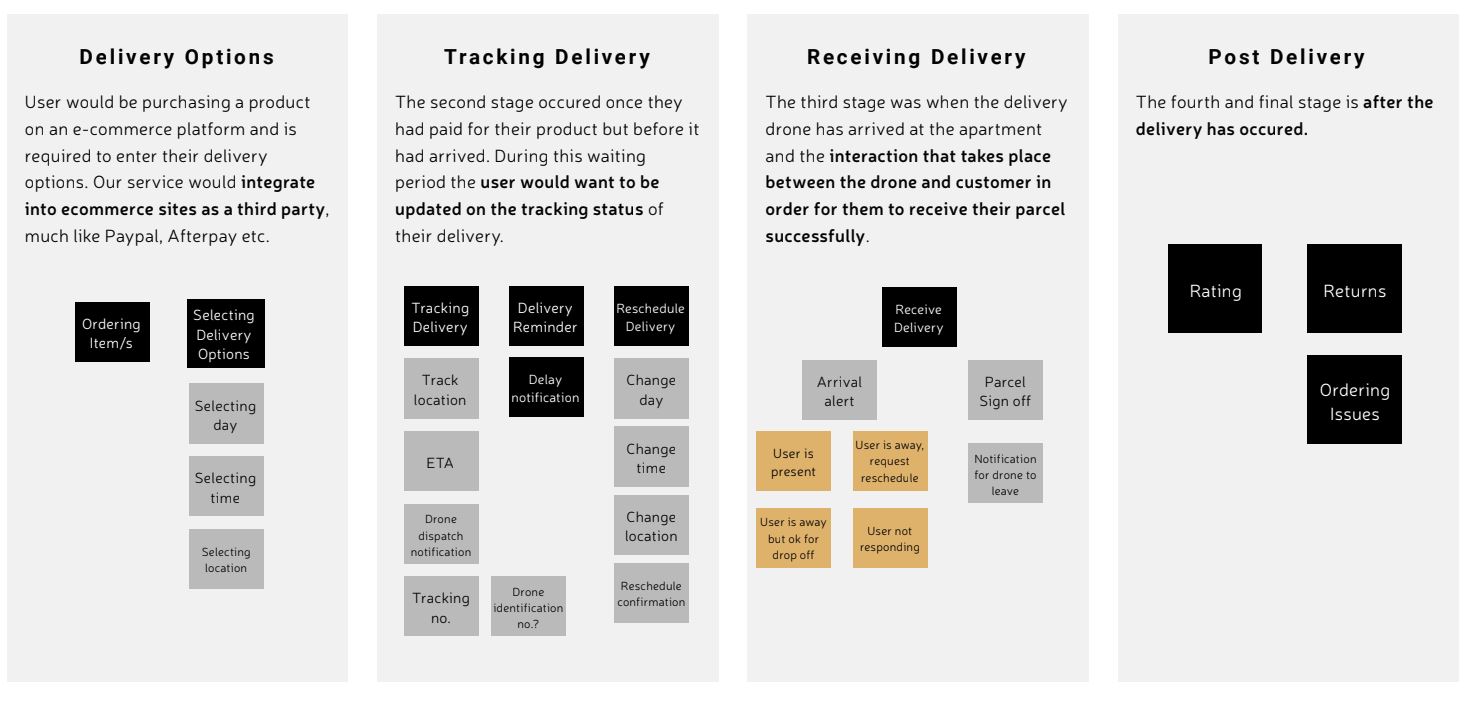 Delivery Options
User would be purchasing a product
on an e-commerce platform and is
required to enter their delivery
options. Our service would integrate
into ecommerce sites as a third party,
much like Paypal, Afterpay etc.
Ordering
Item/s
Selecting
Delivery
Options
Selecting
day
Selecting
time
Selecting
location
Tracking Delivery
The second stage occured once they
had paid for their product but before it
had arrived. During this waiting
period the user would want to be
updated on the tracking status of
their delivery.
Tracking
Delivery
Track
location
ETA
Drone
dispatch
notification
Tracking
no.
Delivery
Reminder
Delay
notification
Drone
identification
no.?
Reschedule
Delivery
Change
day
Change
time
Change
location
Reschedule
confirmation
Receiving Delivery
The third stage was when the delivery
drone has arrived at the apartment
and the interaction that takes place
between the drone and customer in
order for them to receive their parcel
successfully.
Receive
Delivery
Arrival
alert
User is
present
User is away,
request
reschedule
User is away
but ok for
drop off
User not
responding
Parcel
Sign off
Notification
for drone to
leave
Post Delivery
The fourth and final stage is after the
delivery has occured.
Rating
Returns
Ordering
Issues